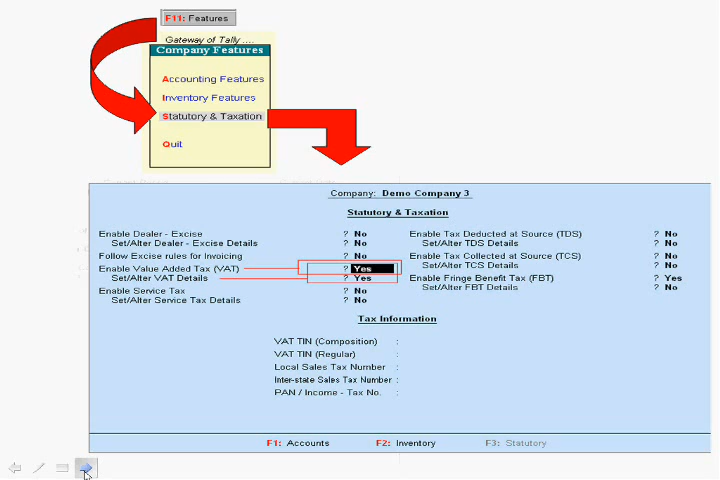 F11: Features
Gateway of Tally ....
Company Features
Accounting Features
Inventory Features
Statutory & Taxation
Quit
Company: Demo Company 3
Statutory & Taxation
Enable Dealer - Excise ? No
Set/Alter Dealer - Excise Details ? No
Follow Excise rules for Invoicing ? No
Enable Value Added Tax (VAT) ? Yes
Set/Alter VAT Details ? Yes
Enable Service Tax ? No
Set/Alter Service Tax Details ? No
Enable Tax Deducted at Source (TDS) ? No
Set/Alter TDS Details ? No
Enable Tax Collected at Source (TCS) ? No
Set/Alter TCS Details ? No
Enable Fringe Benefit Tax (FBT) ? Yes
Set/Alter FBT Details ? No
Tax Information
VAT TIN (Composition) :
VAT TIN (Regular) :
Local Sales Tax Number :
Inter-state Sales Tax Number :
PAN / Income - Tax No. :
F1: Accounts F2: Inventory F3: Statutory